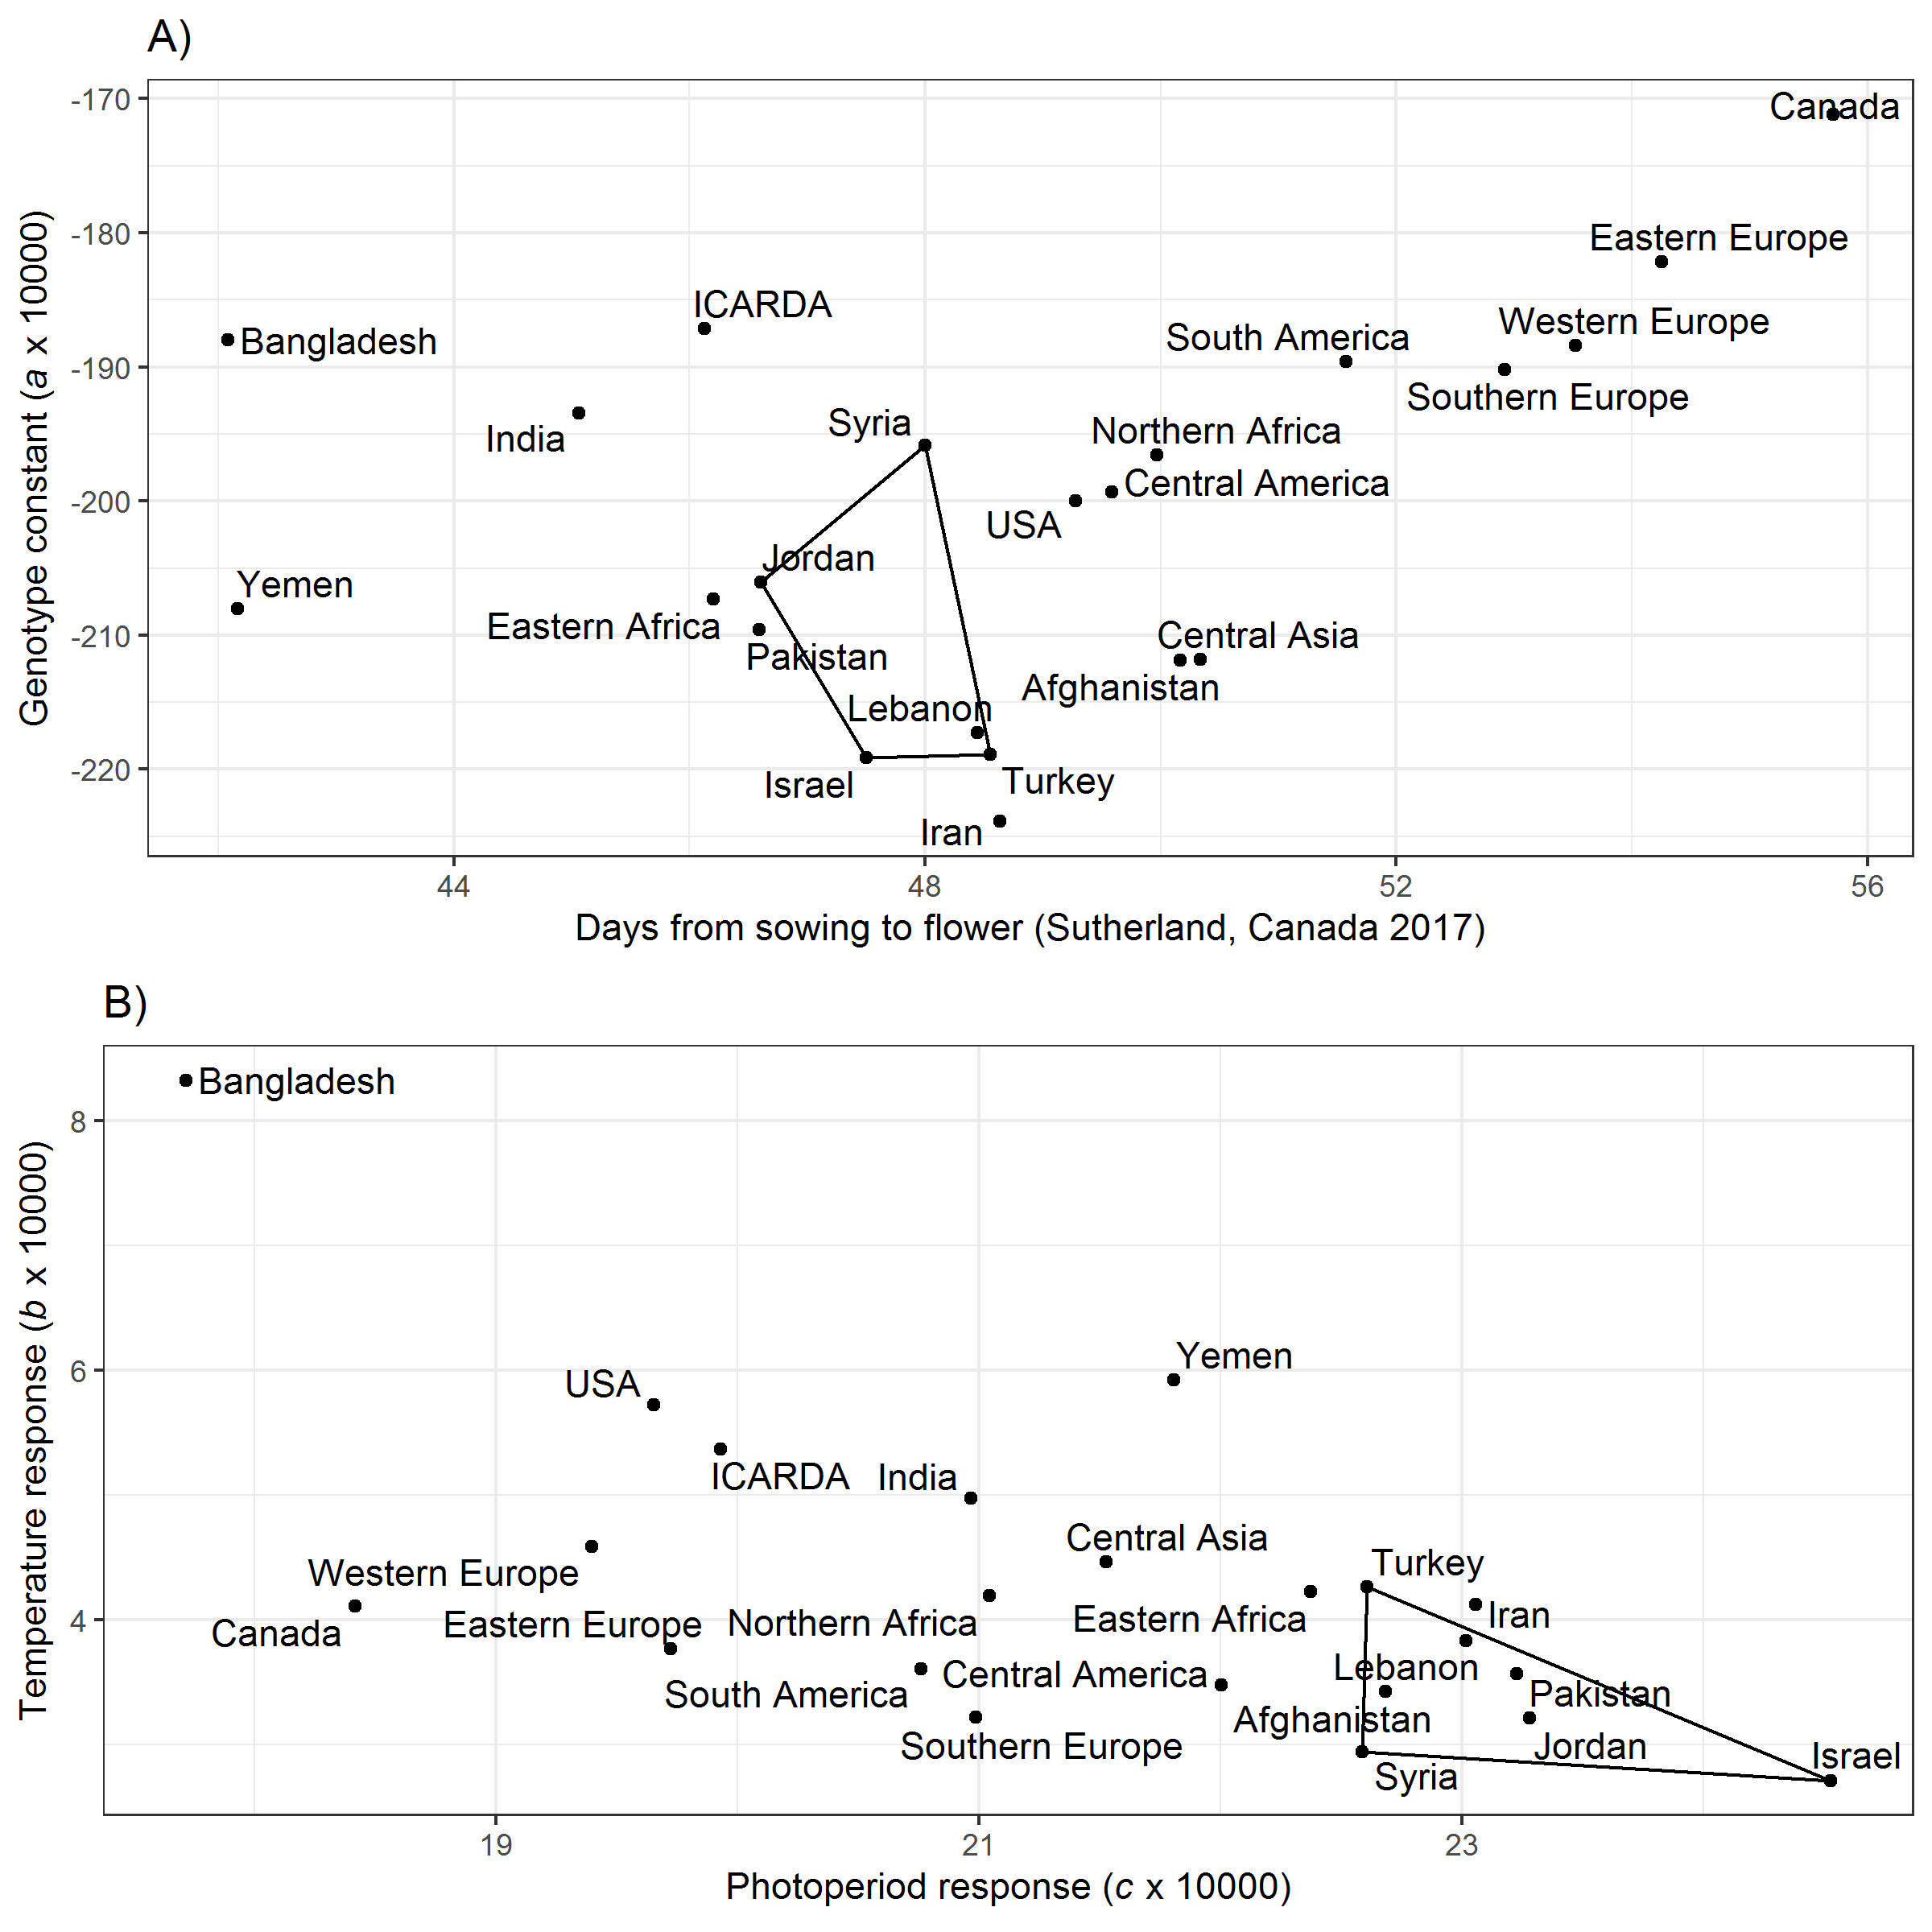 A)
Genotype constant (a x 10000)
-170
-180
-190
-200
-210
-220
Canada
Eastern Europe
ICARDA
Western Europe
South America
Bangladesh
Southern Europe
Syria
Northern Africa
India
Central America
USA
Jordan
Yemen
Eastern Africa
Central Asia
Pakistan
Afghanistan
Lebanon
Israel
Turkey
Iran
44
48
52
56
Days from sowing to flower (Sutherland, Canada 2017)
B)
Temperature response (b x 10000)
8
6
4
Bangladesh
Yemen
USA
ICARDA
India
Central Asia
Turkey
Western Europe
Iran
Eastern Europe
Northern Africa
Eastern Africa
Canada
Lebanon
Central America
South America
Pakistan
Afghanistan
Southern Europe
Jordan
Israel
Syria
19
21
23
Photoperiod response (c x 10000)